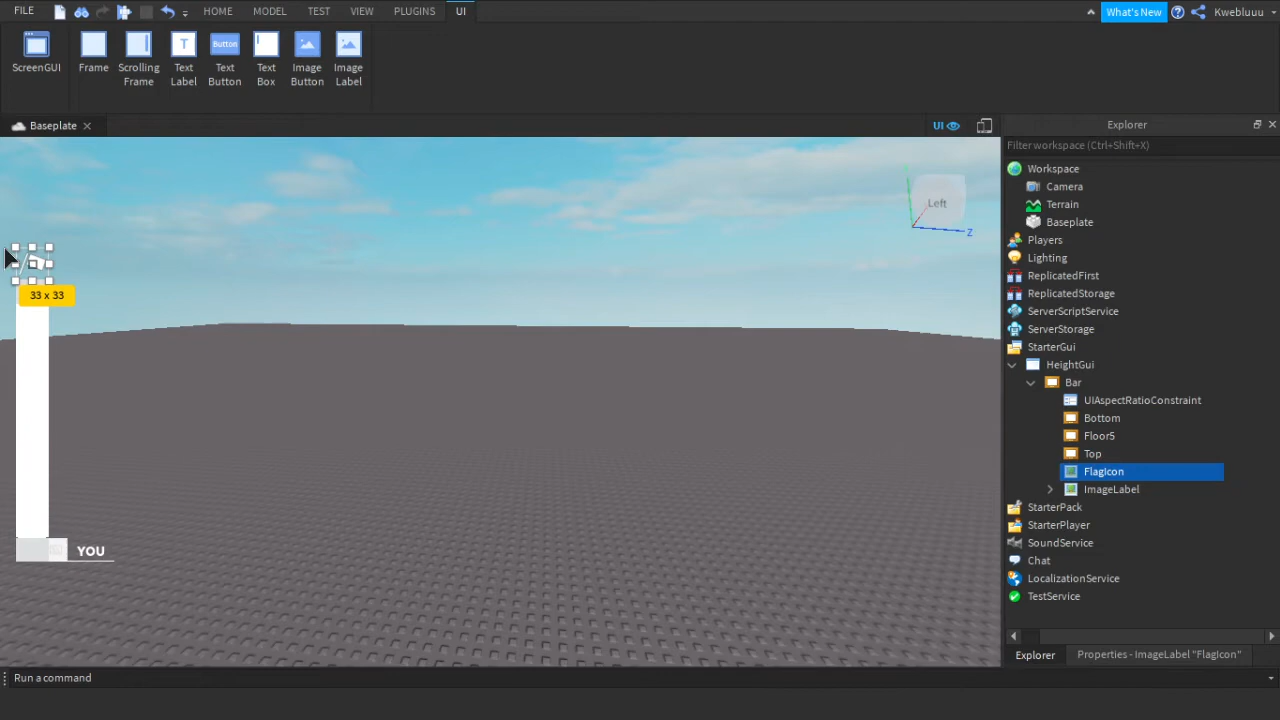 FILE HOME MODEL TEST VIEW PLUGINS UI What's New Kwebluuu
ScreenGUI Frame Scrolling Frame Text Label Text Button Button Text Box Image Button Image Label
Baseplate
UI
Explorer
Filter workspace (Ctrl+Shift+X)
Workspace
Camera
Terrain
Baseplate
Players
Lighting
ReplicatedFirst
ReplicatedStorage
ServerScriptService
ServerStorage
StarterGui
HeightGui
Bar
UIAspectRatioConstraint
Bottom
Floor5
Top
FlagIcon
ImageLabel
StarterPack
StarterPlayer
SoundService
Chat
LocalizationService
TestService
Left
Z
33 x 33
YOU
Explorer Properties - ImageLabel "FlagIcon"
Run a command